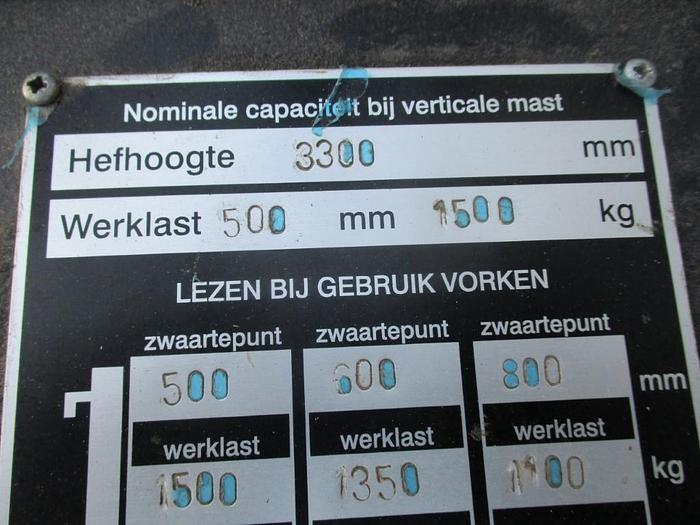 Nominale capaciteit bij verticale mast
Hefhoogte 3300 mm
Werklast 500 mm 1500 kg
LEZEN BIJ GEBRUIK VORKEN
zwaartepunt zwaartepunt zwaartepunt
500 600 800 mm
werklast werklast werklast
1500 1350 1100 kg